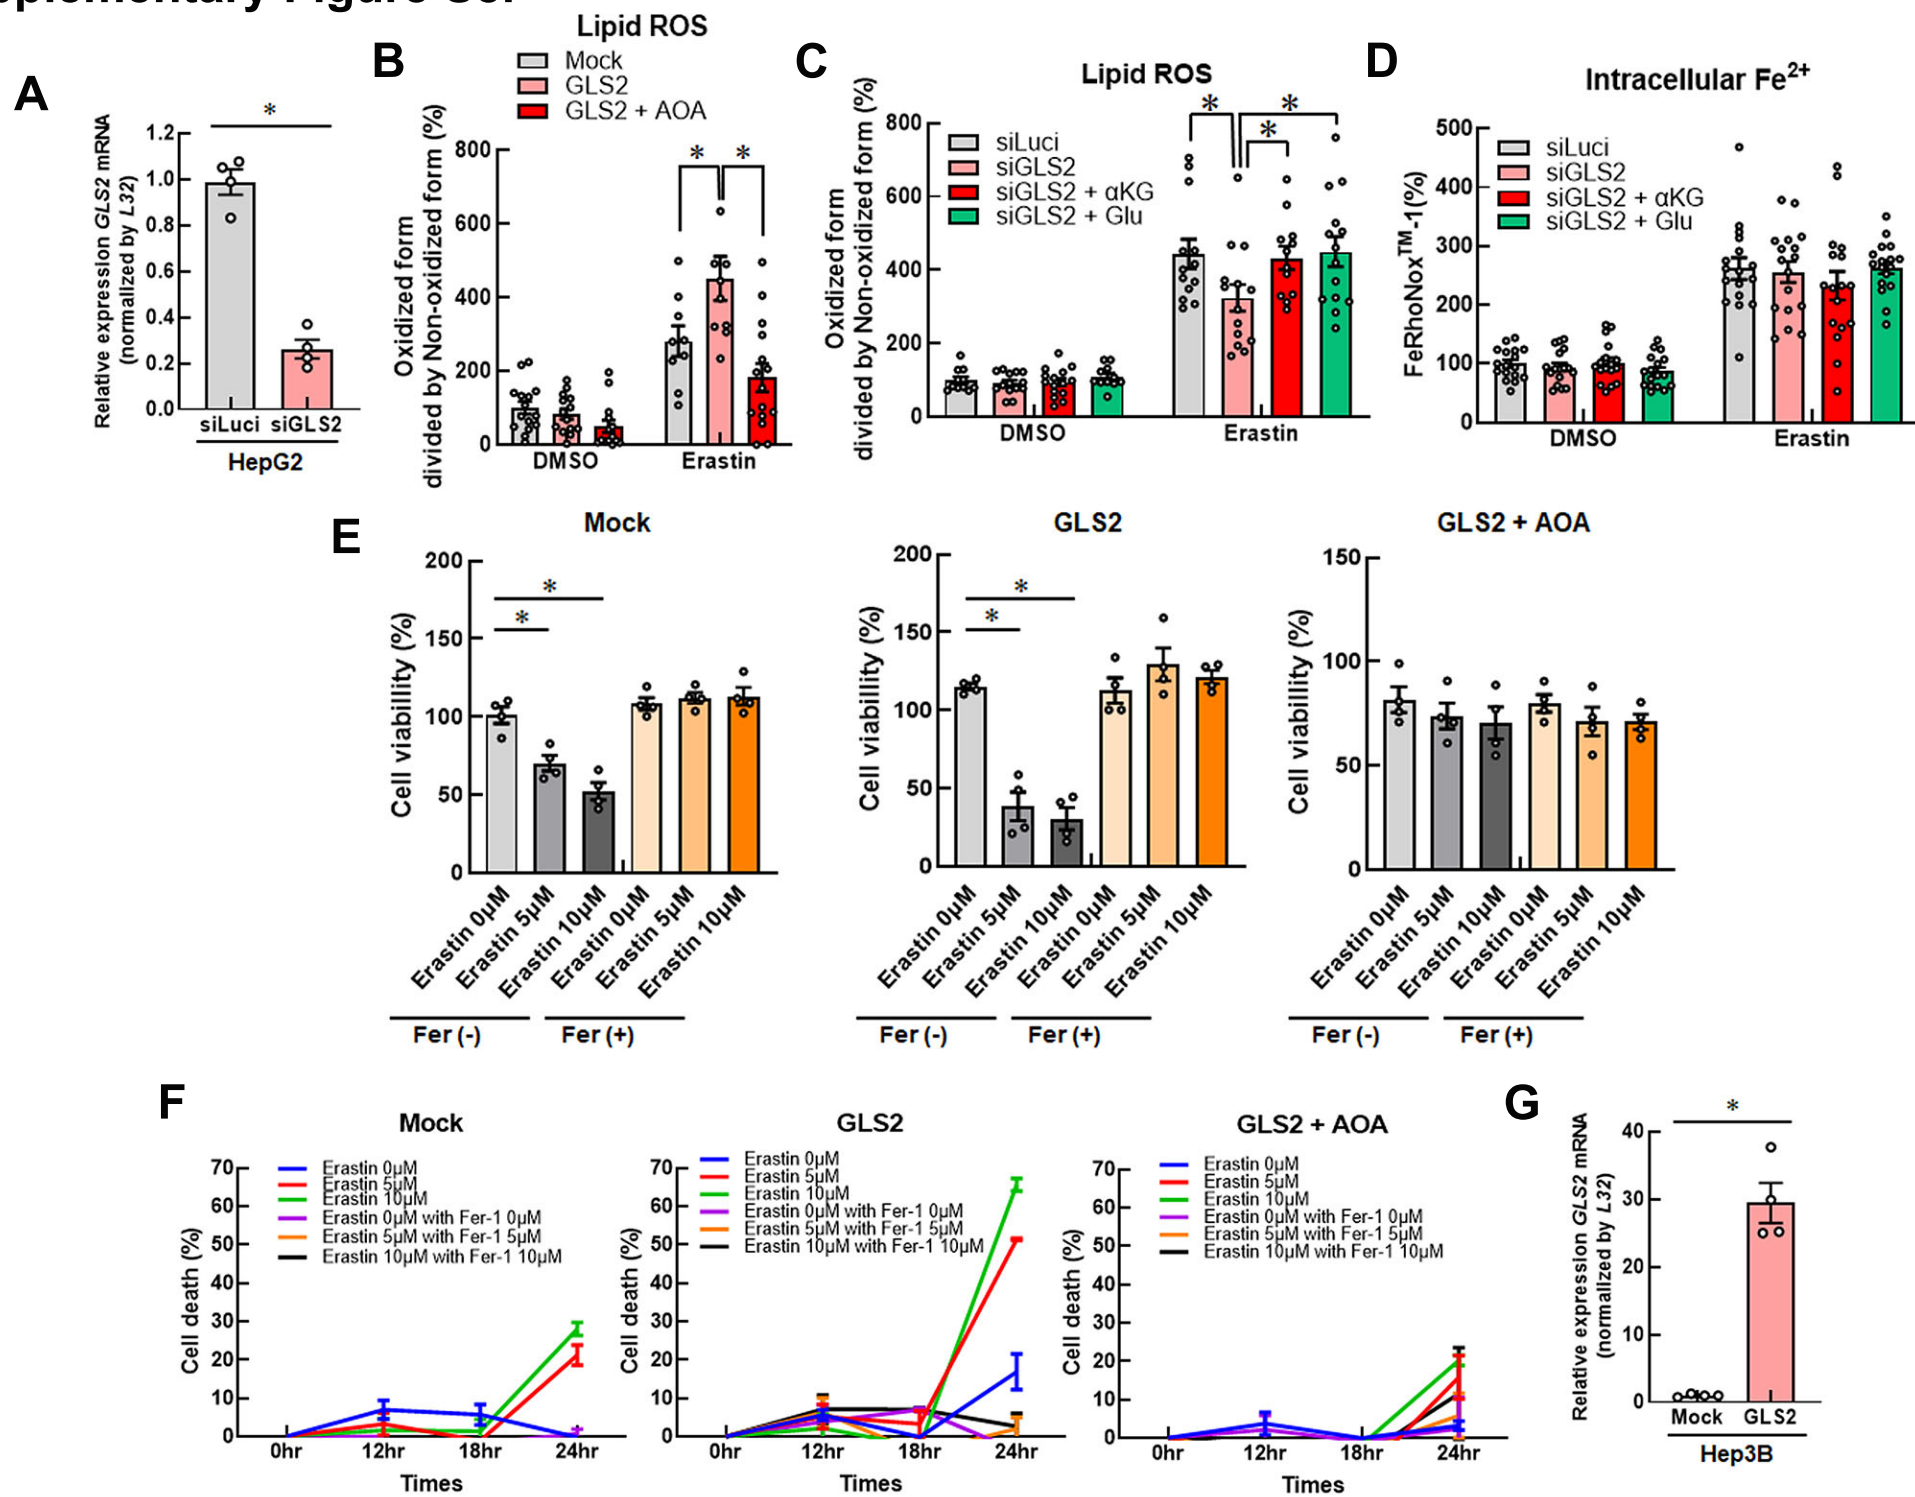 A
*
Relative expression GLS2 mRNA
(normalized by L32)
1.2
1.0
0.8
0.6
0.4
0.2
0.0
siLuci siGLS2
HepG2
B
Lipid ROS
Mock
GLS2
GLS2 + AOA
Oxidized form
divided by Non-oxidized form (%)
800
600
400
200
0
* *
DMSO Erastin
C
Lipid ROS
siLuci
siGLS2
siGLS2 + αKG
siGLS2 + Glu
Oxidized form
divided by Non-oxidized form (%)
800
600
400
200
0
* *
*
DMSO Erastin
D
Intracellular Fe2+
siLuci
siGLS2
siGLS2 + αKG
siGLS2 + Glu
FeRhoNoxTM-1(%)
500
400
300
200
100
0
DMSO Erastin
E
Mock
Cell viability (%)
200
150
100
50
0
*
*
Erastin 0μM
Erastin 5μM
Erastin 10μM
Erastin 0μM
Erastin 5μM
Erastin 10μM
Fer (-) Fer (+)
GLS2
Cell viability (%)
200
150
100
50
0
*
*
Erastin 0μM
Erastin 5μM
Erastin 10μM
Erastin 0μM
Erastin 5μM
Erastin 10μM
Fer (-) Fer (+)
GLS2 + AOA
Cell viability (%)
150
100
50
0
Erastin 0μM
Erastin 5μM
Erastin 10μM
Erastin 0μM
Erastin 5μM
Erastin 10μM
Fer (-) Fer (+)
F
Mock
Erastin 0μM
Erastin 5μM
Erastin 10μM
Erastin 0μM with Fer-1 0μM
Erastin 5μM with Fer-1 5μM
Erastin 10μM with Fer-1 10μM
Cell death (%)
70
60
50
40
30
20
10
0
0hr 12hr 18hr 24hr
Times
GLS2
Erastin 0μM
Erastin 5μM
Erastin 10μM
Erastin 0μM with Fer-1 0μM
Erastin 5μM with Fer-1 5μM
Erastin 10μM with Fer-1 10μM
Cell death (%)
70
60
50
40
30
20
10
0
0hr 12hr 18hr 24hr
Times
GLS2 + AOA
Erastin 0μM
Erastin 5μM
Erastin 10μM
Erastin 0μM with Fer-1 0μM
Erastin 5μM with Fer-1 5μM
Erastin 10μM with Fer-1 10μM
Cell death (%)
70
60
50
40
30
20
10
0
0hr 12hr 18hr 24hr
Times
G
*
Relative expression GLS2 mRNA
(normalized by L32)
40
30
20
10
0
Mock GLS2
Hep3B